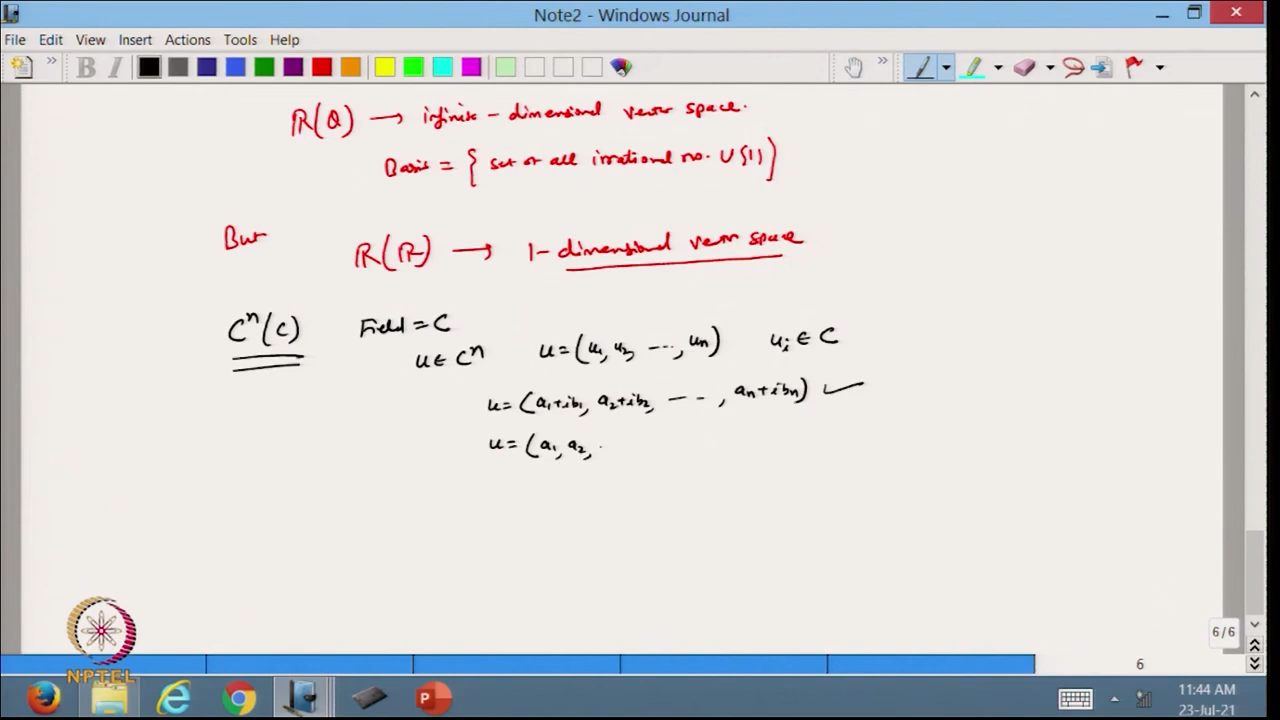 Note2 - Windows Journal
File Edit View Insert Actions Tools Help
R(Q) → infinite-dimensional vector space.
Basis = { set of all irrational no. U {1} }
But R(R) → 1-dimensional vector space
Cⁿ(C) Field = C
u ∈ Cⁿ u = (u₁, u₂, ---, uₙ) uᵢ ∈ C
u = (a₁+ib₁, a₂+ib₂, - - -, aₙ+ibₙ) ✓
u = (a₁, a₂, .
6/6
6
NPTEL
11:44 AM
23-Jul-21